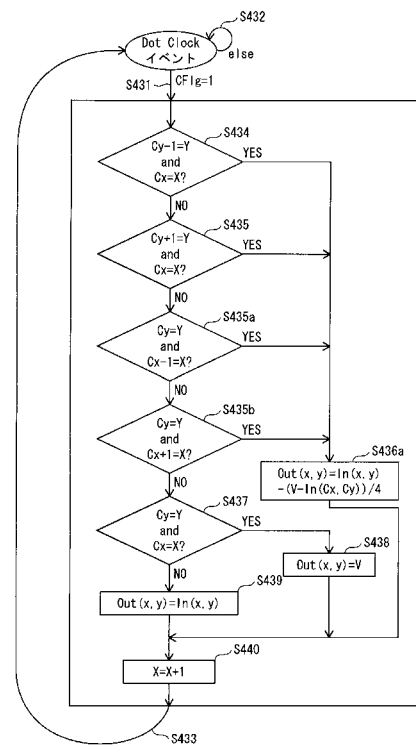 S432
Dot Clock
イベント
else
S431
CFlg=1
S434
Cy-1=Y
and
Cx=X?
YES
NO
S435
Cy+1=Y
and
Cx=X?
YES
NO
S435a
Cy=Y
and
Cx-1=X?
YES
NO
S435b
Cy=Y
and
Cx+1=X?
YES
NO
S436a
Out(x,y)=In(x,y)
-(V-In(Cx,Cy))/4
S437
Cy=Y
and
Cx=X?
YES
NO
S438
Out(x,y)=V
S439
Out(x,y)=In(x,y)
S440
X=X+1
S433